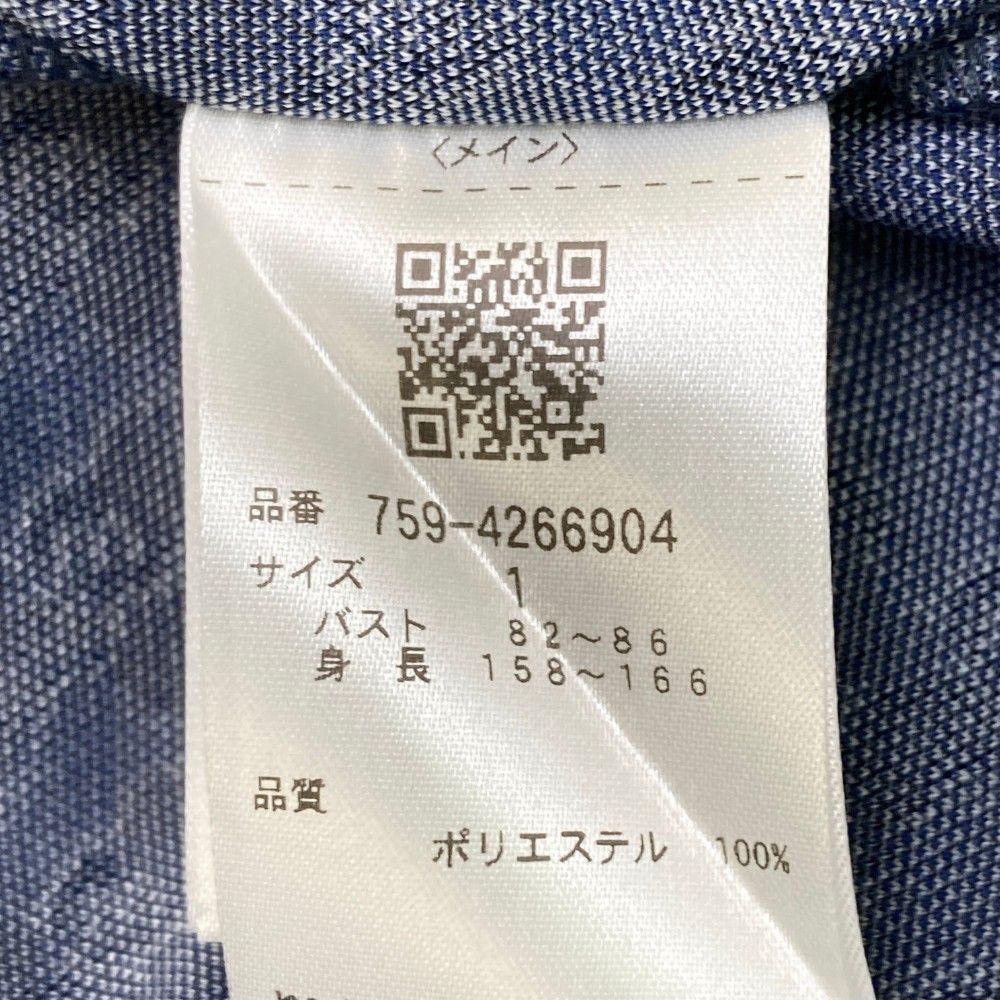 〈メイン〉
品番 759-4266904
サイズ 1
バスト 82～86
身長 158～166
品質
ポリエステル 100%